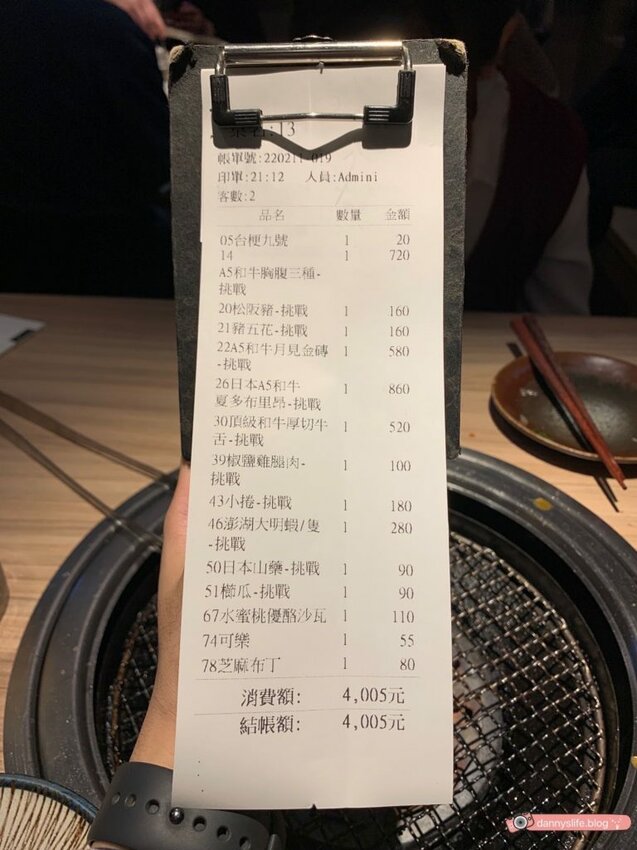 桌名:13
帳單號:220211-019
印單:21:12 人員:Admini
客數:2
品名 數量 金額
05台梗九號 1 20
14 1 720
A5和牛胸腹三種-
挑戰
20松阪豬-挑戰 1 160
21豬五花-挑戰 1 160
22A5和牛月見金磚 1 580
-挑戰
26日本A5和牛 1 860
夏多布里昂-挑戰
30頂級和牛厚切牛 1 520
舌-挑戰
39椒鹽雞腿肉- 1 100
挑戰
43小捲-挑戰 1 180
46澎湖大明蝦/隻 1 280
-挑戰
50日本山藥-挑戰 1 90
51櫛瓜-挑戰 1 90
67水蜜桃優酪沙瓦 1 110
74可樂 1 55
78芝麻布丁 1 80
消費額: 4,005元
結帳額: 4,005元
dannyslife.blog